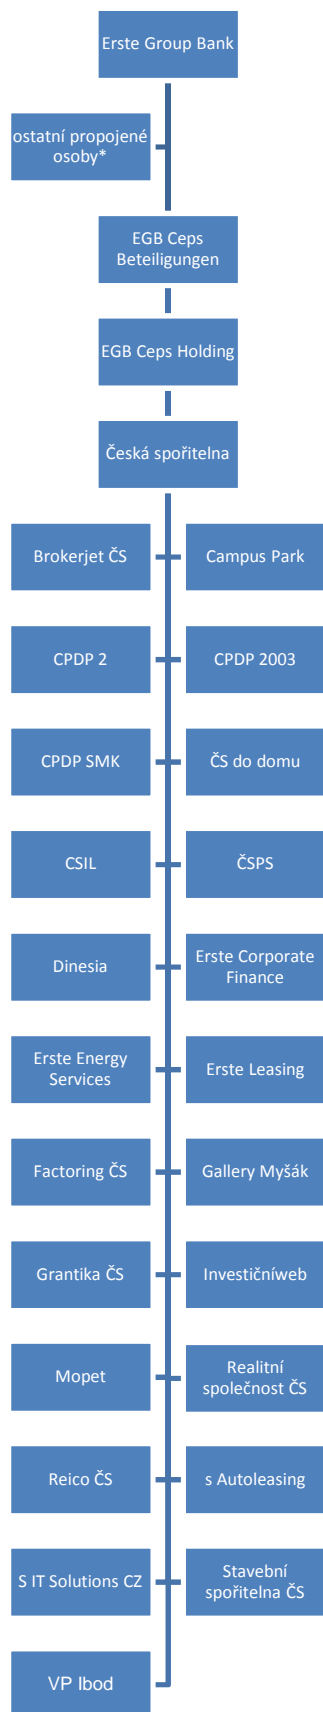 Erste Group Bank
ostatní propojené
osoby*
EGB Ceps
Beteiligungen
EGB Ceps Holding
Česká spořitelna
Brokerjet ČS
Campus Park
CPDP 2
CPDP 2003
CPDP SMK
ČS do domu
CSIL
ČSPS
Dinesia
Erste Corporate
Finance
Erste Energy
Services
Erste Leasing
Factoring ČS
Gallery Myšák
Grantika ČS
Investičníweb
Mopet
Realitní
společnost ČS
Reico ČS
s Autoleasing
S IT Solutions CZ
Stavební
spořitelna ČS
VP Ibod